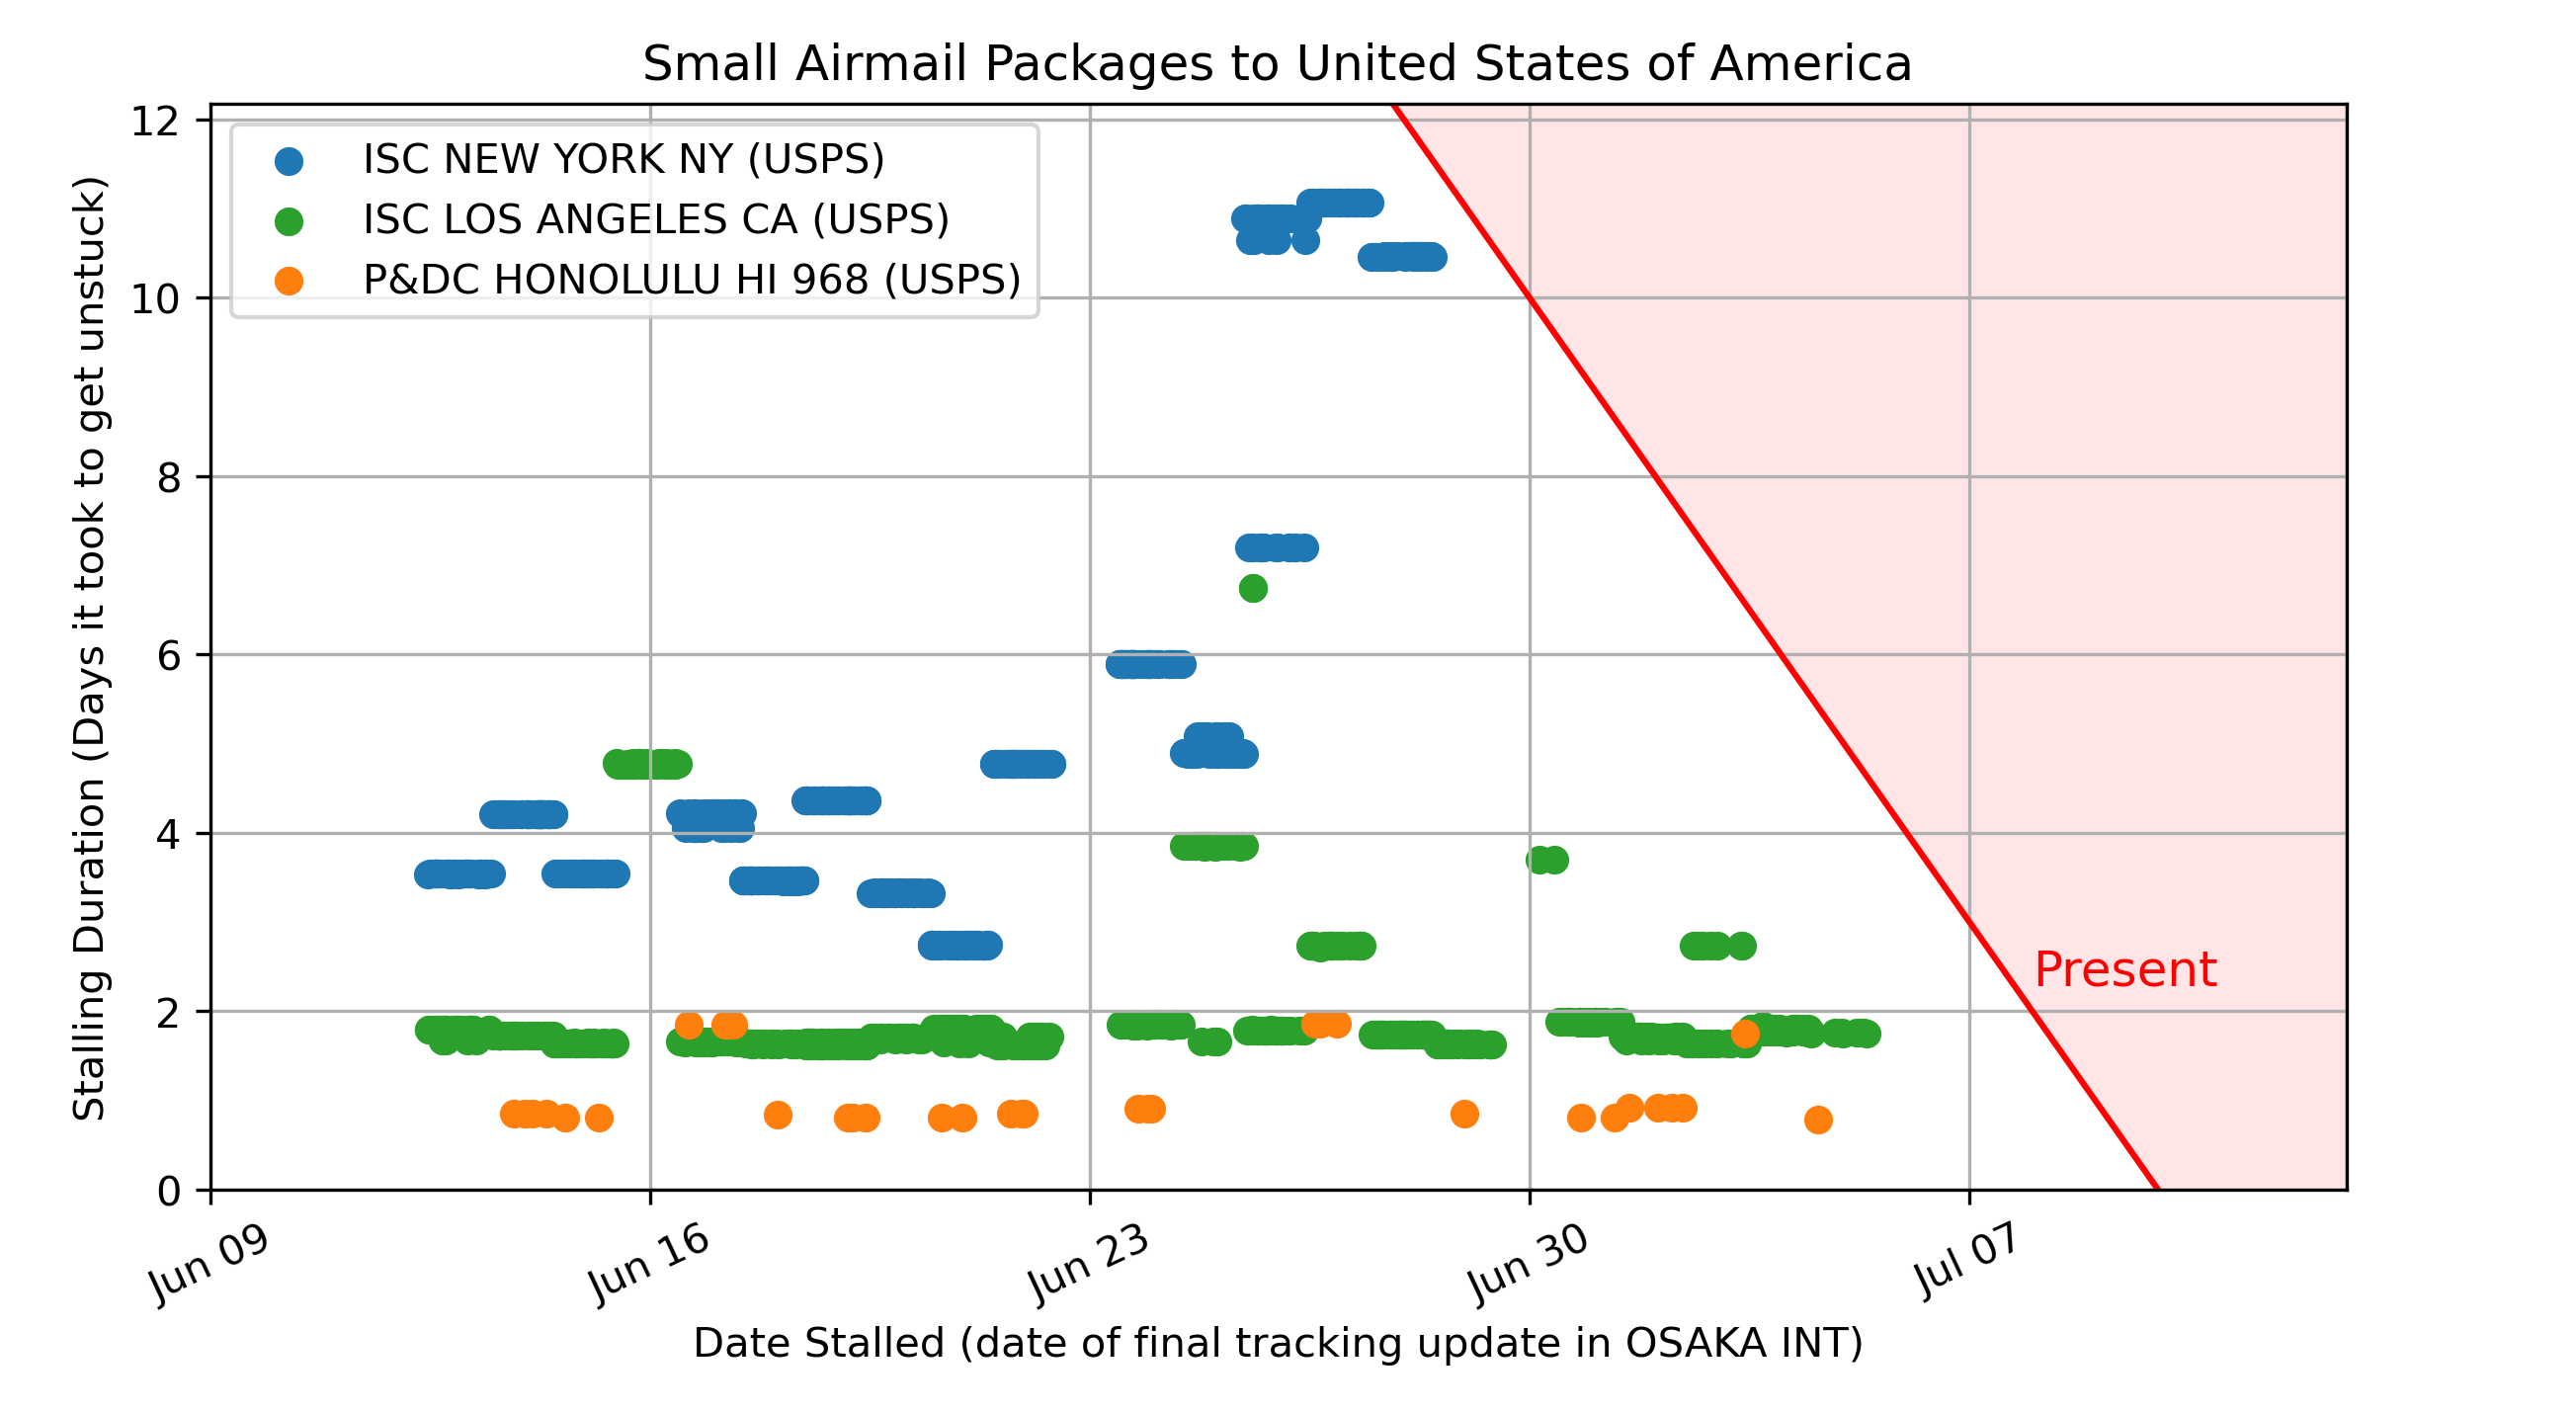 Small Airmail Packages to United States of America
Stalling Duration (Days it took to get unstuck)
12
10
8
6
4
2
0
ISC NEW YORK NY (USPS)
ISC LOS ANGELES CA (USPS)
P&DC HONOLULU HI 968 (USPS)
Present
Jun 09
Jun 16
Jun 23
Jun 30
Jul 07
Date Stalled (date of final tracking update in OSAKA INT)